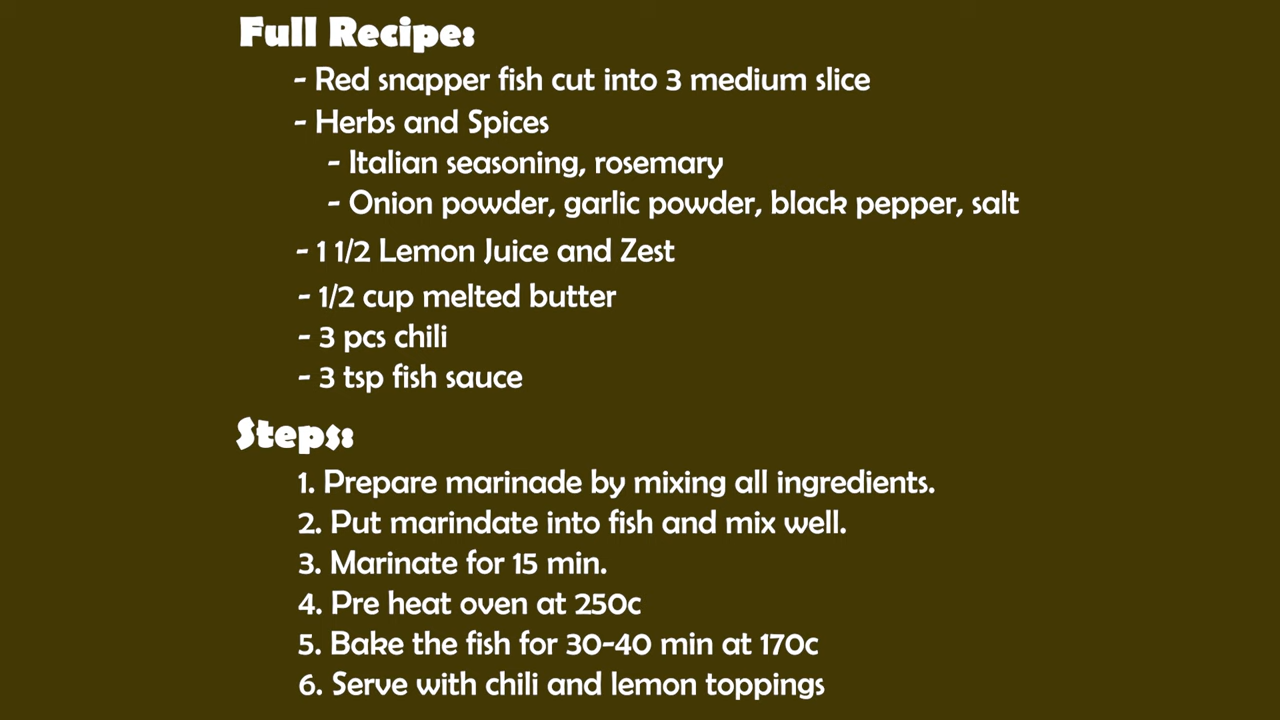 Full Recipe:
- Red snapper fish cut into 3 medium slice
- Herbs and Spices
- Italian seasoning, rosemary
- Onion powder, garlic powder, black pepper, salt
- 1 1/2 Lemon Juice and Zest
- 1/2 cup melted butter
- 3 pcs chili
- 3 tsp fish sauce
Steps:
1. Prepare marinade by mixing all ingredients.
2. Put marindate into fish and mix well.
3. Marinate for 15 min.
4. Pre heat oven at 250c
5. Bake the fish for 30-40 min at 170c
6. Serve with chili and lemon toppings